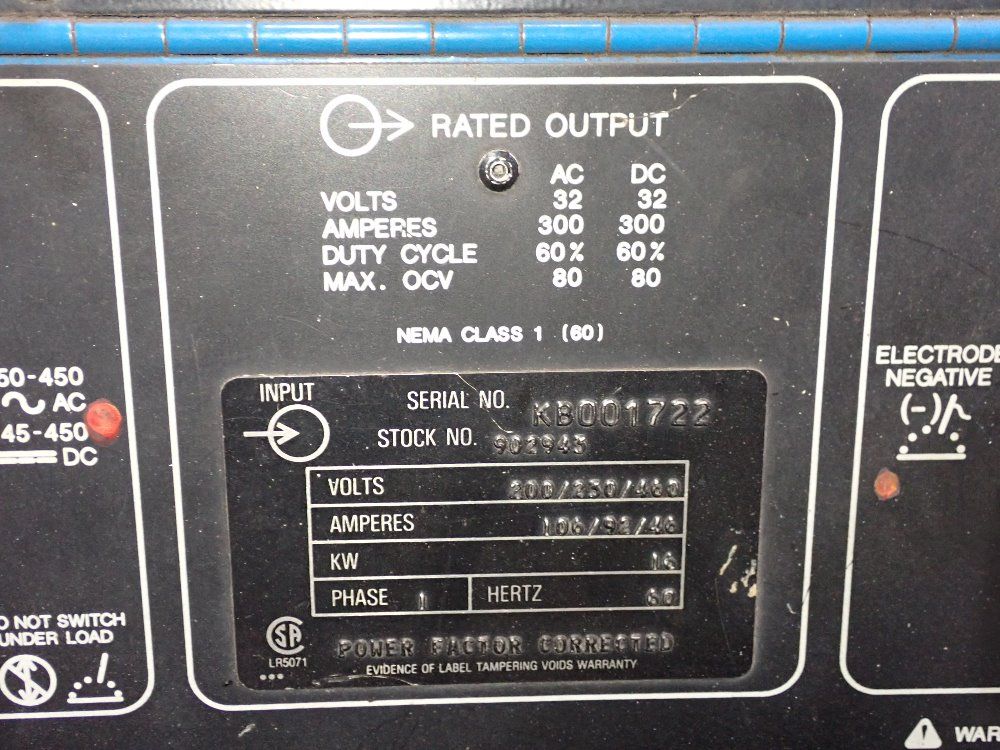 RATED OUTPUT
AC DC
VOLTS 32 32
AMPERES 300 300
DUTY CYCLE 60% 60%
MAX. OCV 80 80
NEMA CLASS 1 (60)
50-450
AC
45-450
DC
O NOT SWITCH
UNDER LOAD
INPUT
SERIAL NO. KB001722
STOCK NO. 902943
VOLTS 200/230/460
AMPERES 106/92/46
KW 16
PHASE 1 HERTZ 60
SA
LR5071
POWER FACTOR CORRECTED
EVIDENCE OF LABEL TAMPERING VOIDS WARRANTY
ELECTRODE
NEGATIVE
(-)
WAR